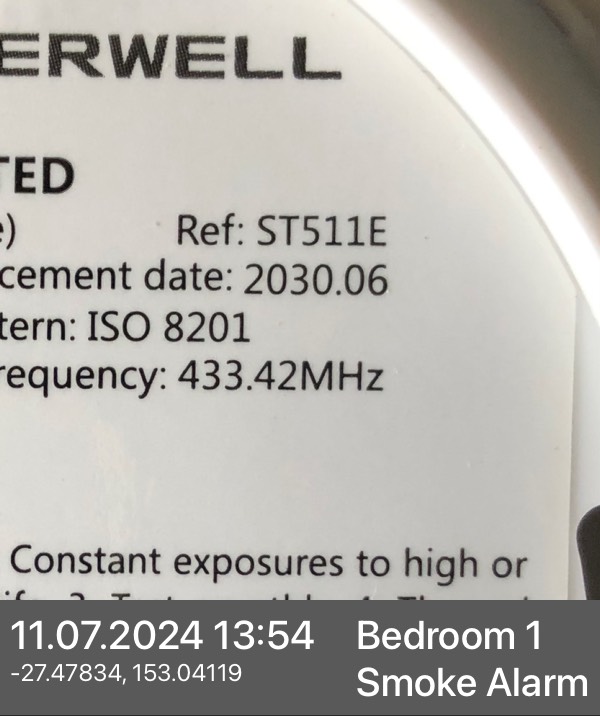 ERWELL
TED
e) Ref: ST511E
cement date: 2030.06
tern: ISO 8201
requency: 433.42MHz
Constant exposures to high or
11.07.2024 13:54
-27.47834, 153.04119
Bedroom 1
Smoke Alarm